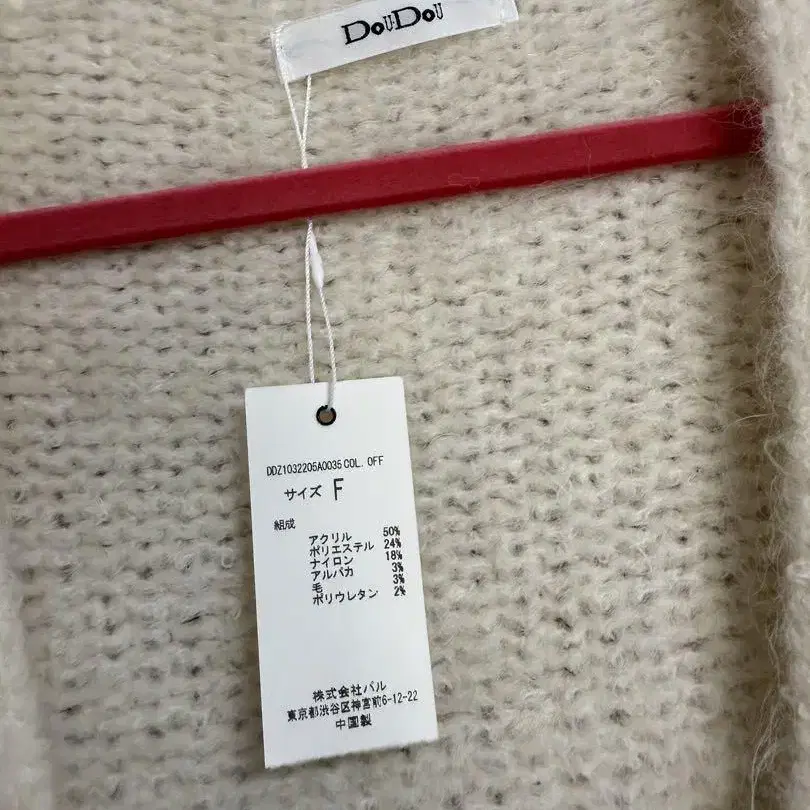 DOUDOU
DDZ1032205A0035 COL. OFF
サイズ F
組成
アクリル 50%
ポリエステル 24%
ナイロン 18%
アルパカ 3%
毛 3%
ポリウレタン 2%
株式会社バル
東京都渋谷区神宮前6-12-22
中国製